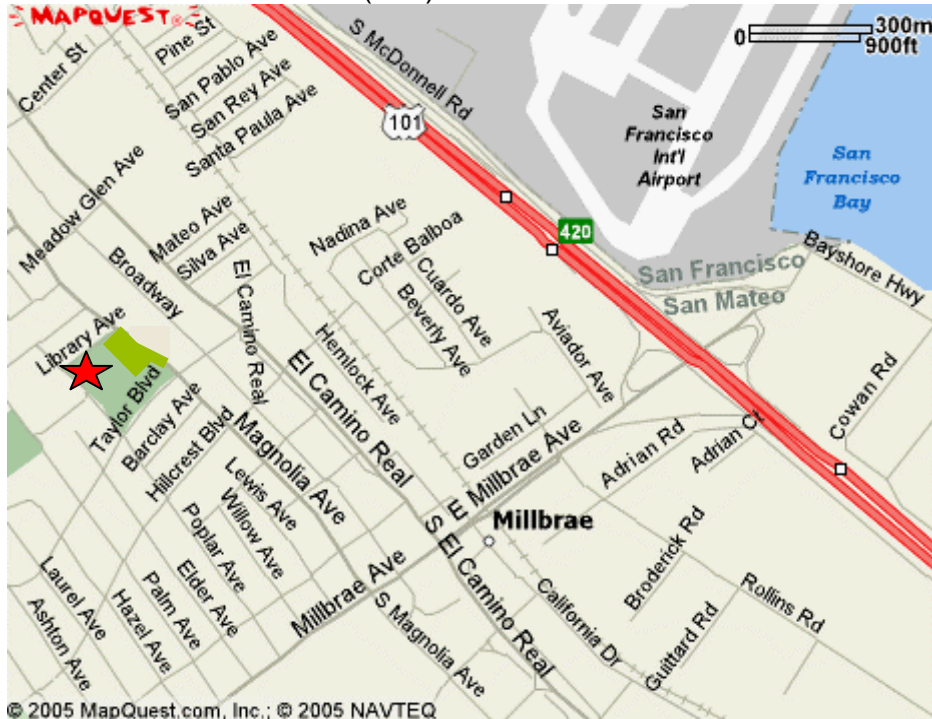 MAPQUEST®
0
300m
900ft
Center St
Pine St
San Pablo Ave
San Rey Ave
Santa Paula Ave
S McDonnell Rd
101
San
Francisco
Int'l
Airport
San
Francisco
Bay
Meadow Glen Ave
Mateo Ave
Silva Ave
Broadway
El Camino Real
Nadina Ave
Corte Balboa
Cuardo Ave
Beverly Ave
420
San Francisco
San Mateo
Bayshore Hwy
Library Ave
Taylor Blvd
Barclay Ave
Hillcrest Blvd
Hemlock Ave
El Camino Real
Magnolia Ave
Aviador Ave
Garden Ln
E Millbrae Ave
Adrian Rd
Adrian Ct
Cowan Rd
Lewis Ave
Willow Ave
Poplar Ave
Elder Ave
Palm Ave
Hazel Ave
Laurel Ave
Ashton Ave
Millbrae Ave
Millbrae
S El Camino Real
S Magnolia Ave
California Dr
Broderick Rd
Guittard Rd
Rollins Rd
© 2005 MapQuest.com, Inc.; © 2005 NAVTEQ